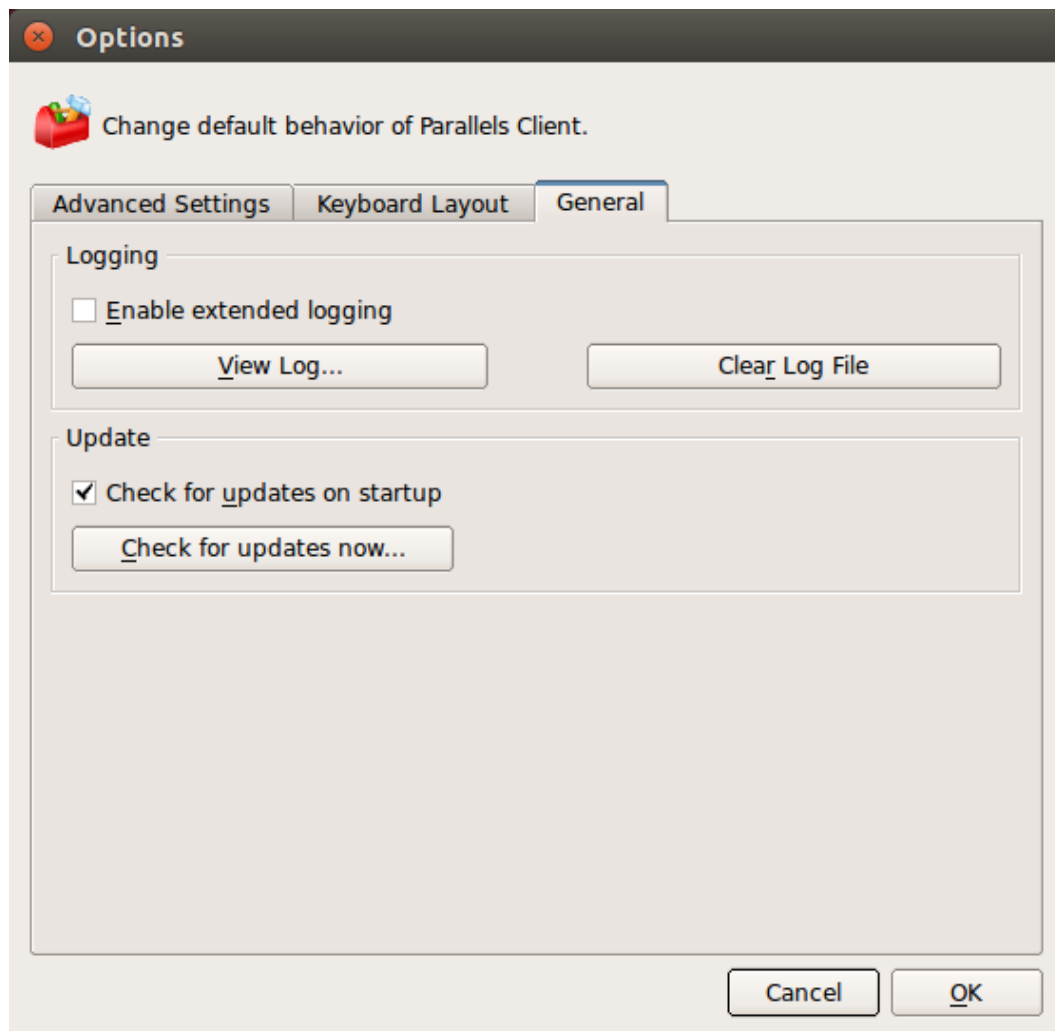 Options
Change default behavior of Parallels Client.
Advanced Settings Keyboard Layout General
Logging
Enable extended logging
View Log... Clear Log File
Update
Check for updates on startup
Check for updates now...
Cancel OK